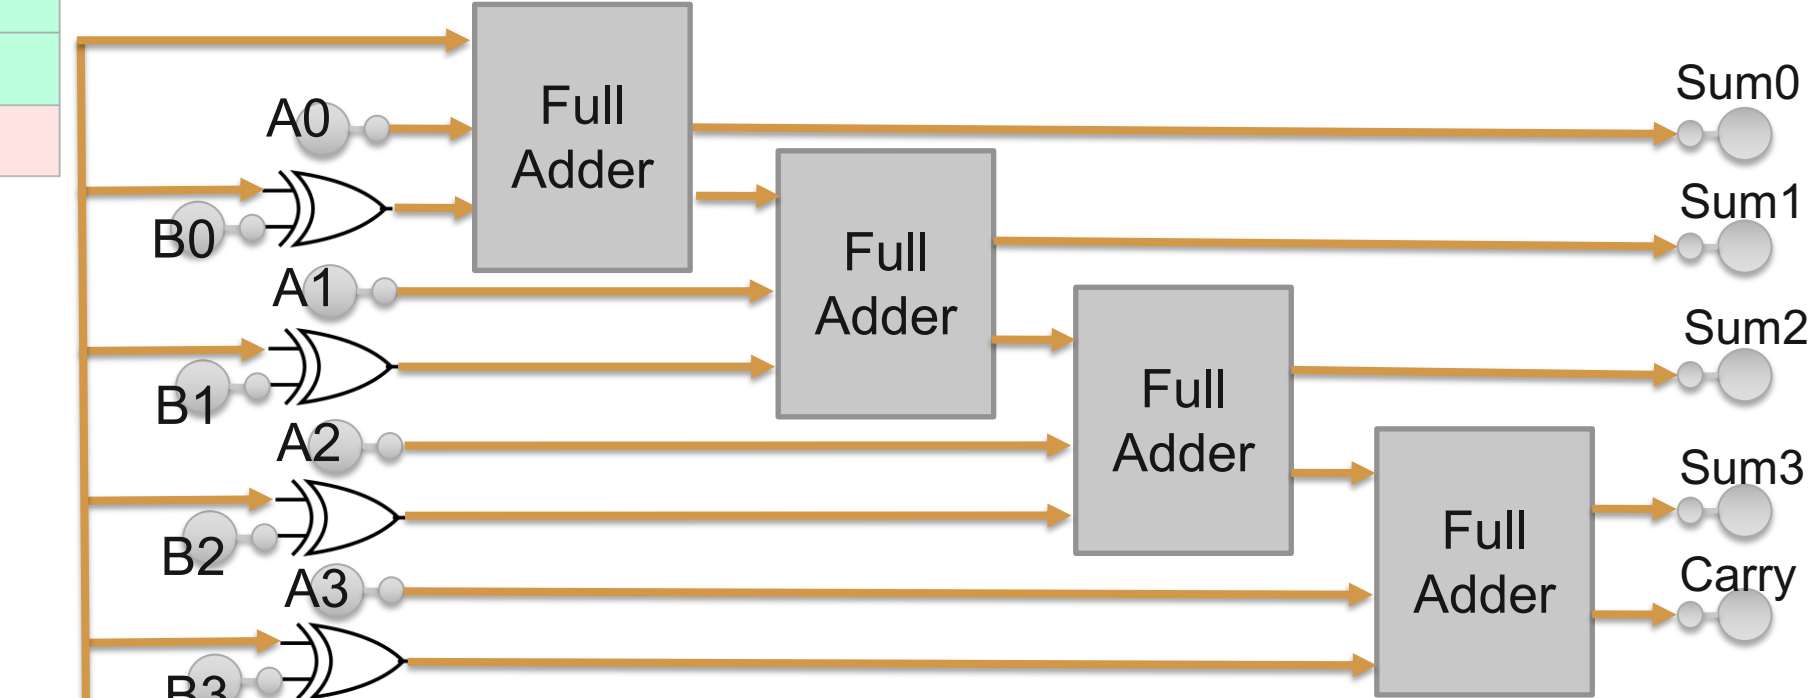 Sum0
A0
Full
Adder
Sum1
B0
Full
Adder
A1
Sum2
Full
Adder
B1
A2
Sum3
Full
Adder
B2
A3
Carry
B3